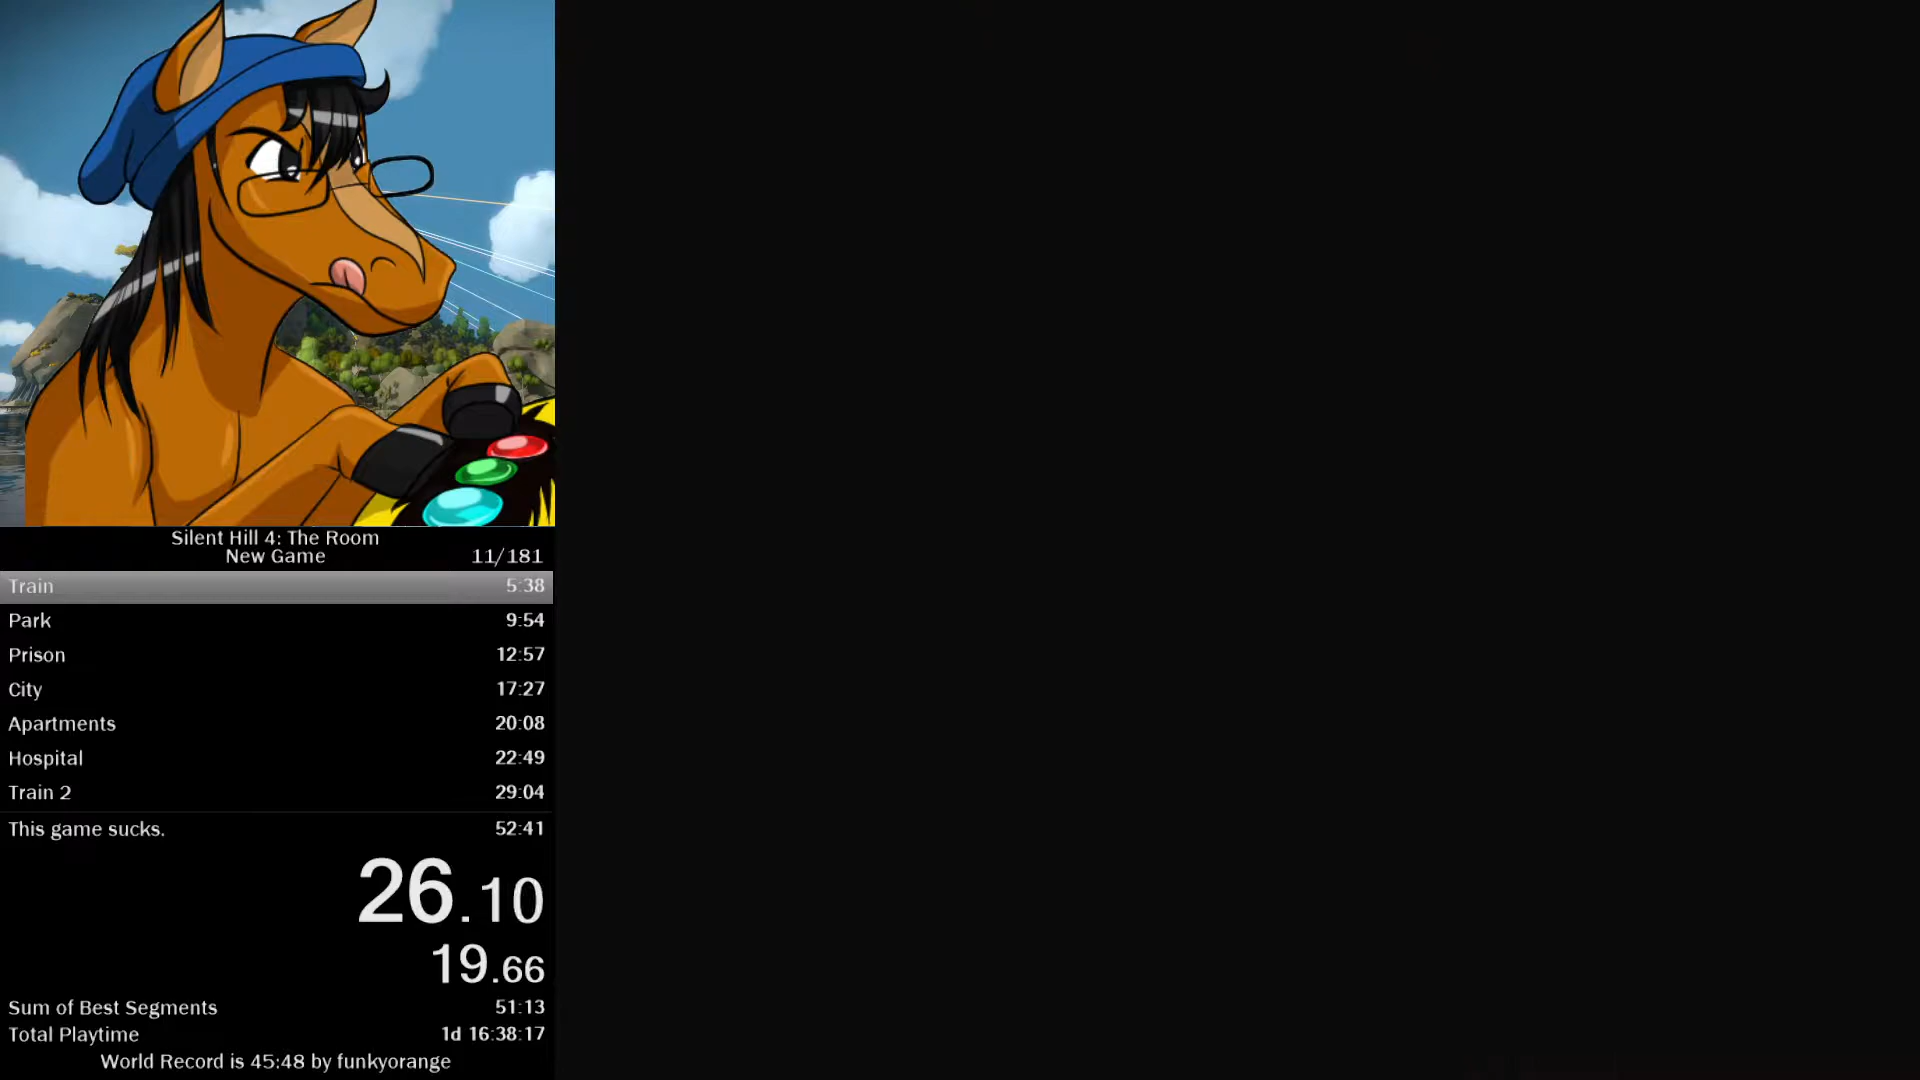 Silent Hill 4: The Room
New Game 11/181
Train 5:38
Park 9:54
Prison 12:57
City 17:27
Apartments 20:08
Hospital 22:49
Train 2 29:04
This game sucks. 52:41
26.10
19.66
Sum of Best Segments 51:13
Total Playtime 1d 16:38:17
World Record is 45:48 by funkyorange